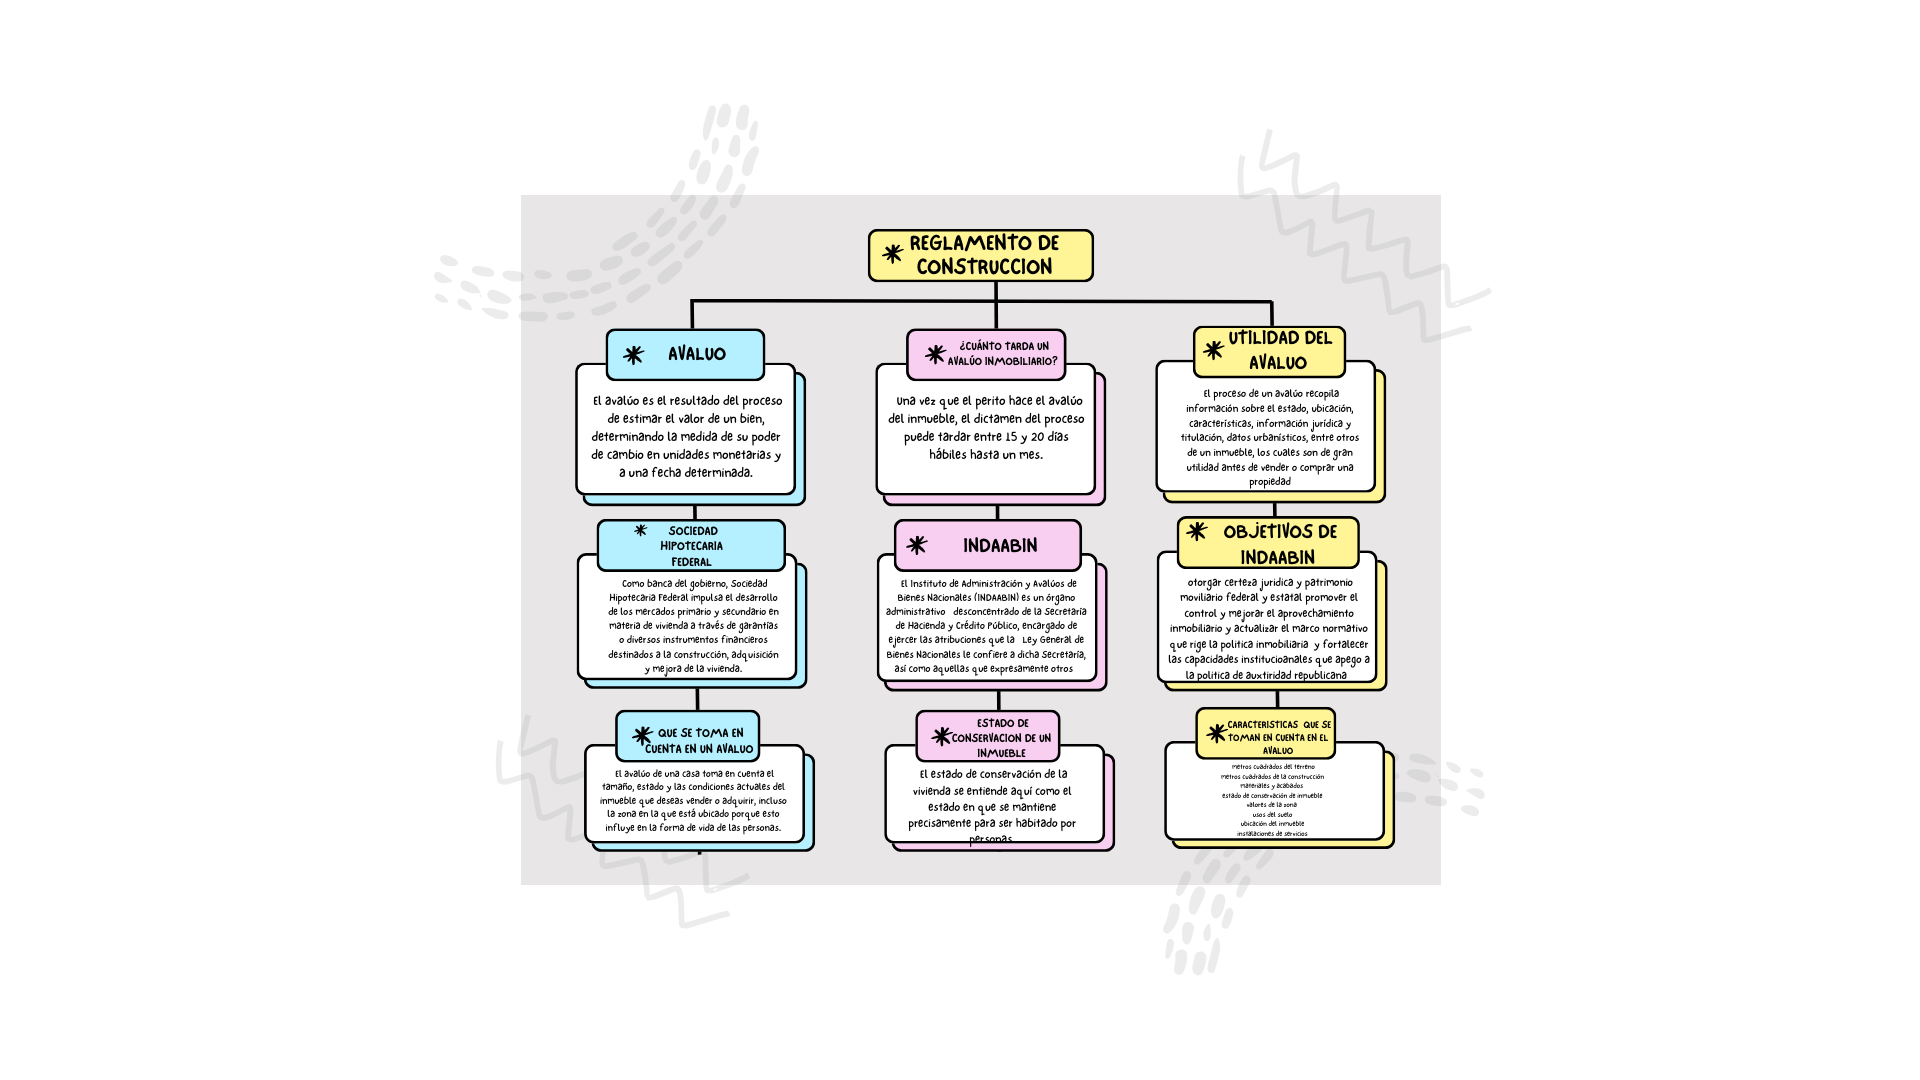 REGLAMENTO DE
CONSTRUCCION
AVALUO
El avalúo es el resultado del proceso
de estimar el valor de un bien,
determinando la medida de su poder
de cambio en unidades monetarias y
a una fecha determinada.
¿CUÁNTO TARDA UN
AVALÚO INMOBILIARIO?
Una vez que el perito hace el avalúo
del inmueble, el dictamen del proceso
puede tardar entre 15 y 20 días
hábiles hasta un mes.
UTILIDAD DEL
AVALUO
El proceso de un avalúo recopila
información sobre el estado, ubicación,
características, información jurídica y
titulación, datos urbanísticos, entre otros
de un inmueble, los cuales son de gran
utilidad antes de vender o comprar una
propiedad
SOCIEDAD
HIPOTECARIA
FEDERAL
Como banca del gobierno, Sociedad
Hipotecaria Federal impulsa el desarrollo
de los mercados primario y secundario en
materia de vivienda a través de garantías
o diversos instrumentos financieros
destinados a la construcción, adquisición
y mejora de la vivienda.
INDAABIN
El Instituto de Administración y Avalúos de
Bienes Nacionales (INDAABIN) es un órgano
administrativo desconcentrado de la Secretaría
de Hacienda y Crédito Público, encargado de
ejercer las atribuciones que la Ley General de
Bienes Nacionales le confiere a dicha Secretaría,
así como aquellas que expresamente otros
OBJETIVOS DE
INDAABIN
otorgar certeza juridica y patrimonio
moviliario federal y estatal promover el
control y mejorar el aprovechamiento
inmobiliario y actualizar el marco normativo
que rige la politica inmobiliaria y fortalecer
las capacidades institucioanales que apego a
la politica de auxtiridad republicana
QUE SE TOMA EN
CUENTA EN UN AVALUO
El avalúo de una casa toma en cuenta el
tamaño, estado y las condiciones actuales del
inmueble que deseas vender o adquirir, incluso
la zona en la que está ubicado porque esto
influye en la forma de vida de las personas.
ESTADO DE
CONSERVACION DE UN
INMUEBLE
El estado de conservación de la
vivienda se entiende aquí como el
estado en que se mantiene
precisamente para ser habitado por
personas
CARACTERISTICAS QUE SE
TOMAN EN CUENTA EN EL
AVALUO
metros cuadrados del terreno
metros cuadrados de la construcción
materiales y acabados
estado de conservación de inmueble
valores de la zona
usos del suelo
ubicación del inmueble
instalaciones de servicios